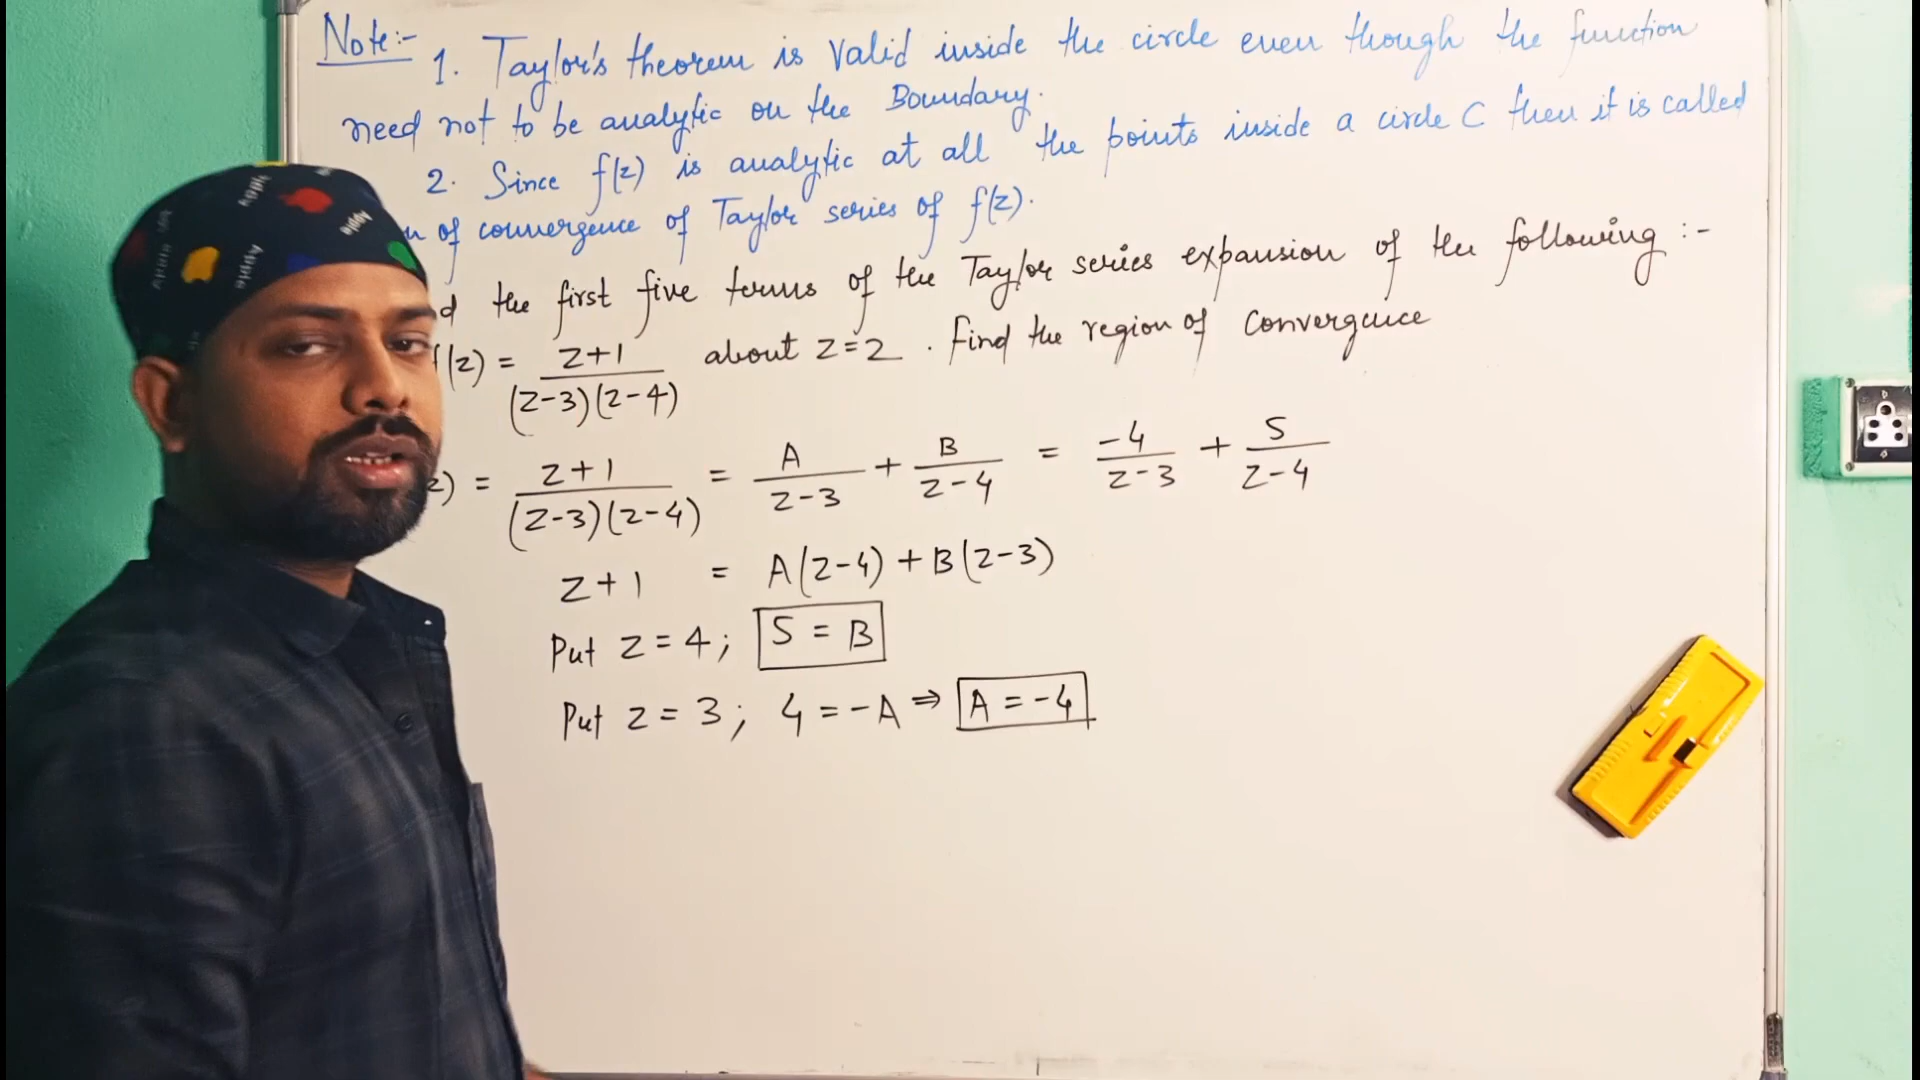 Note:-
1. Taylor's theorem is valid inside the circle even though the function
need not to be analytic on the Boundary.
2. Since f(z) is analytic at all the points inside a circle C then it is called
of convergence of Taylor series of f(z).
the first five terms of the Taylor series expansion of the following :-
(z) = z+1 / (z-3)(z-4) about z=2. Find the region of convergence
z) = z+1 / (z-3)(z-4) = A / z-3 + B / z-4 = -4 / z-3 + 5 / z-4
z+1 = A(z-4) + B(z-3)
Put z = 4; 5 = B
Put z = 3; 4 = -A ⇒ A = -4